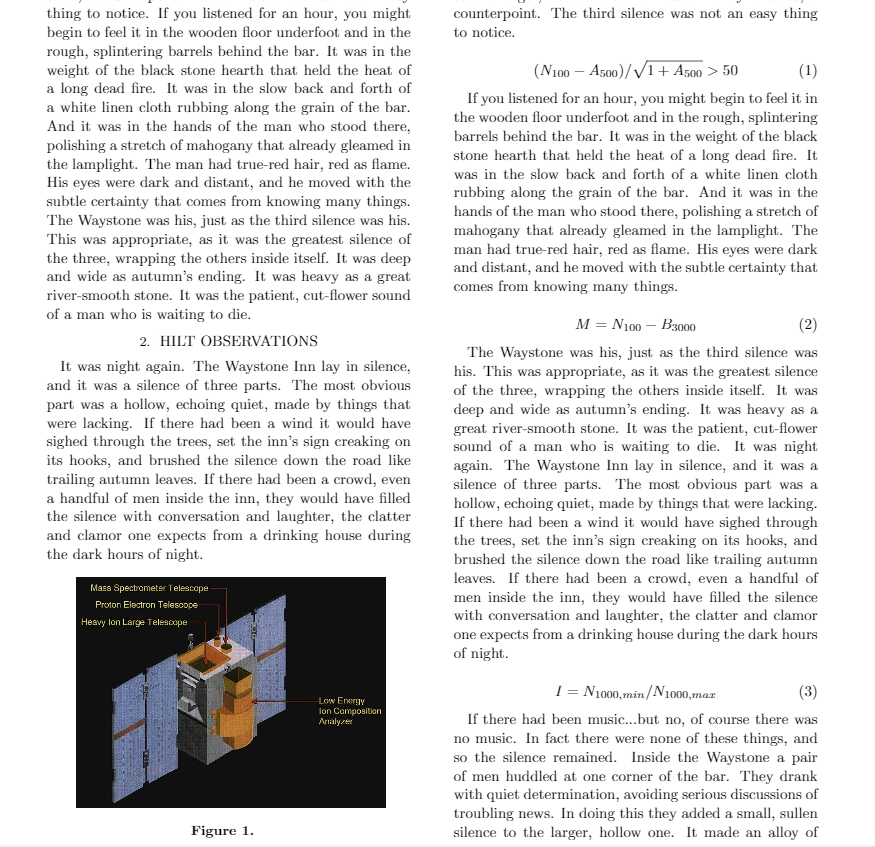 thing to notice. If you listened for an hour, you might
begin to feel it in the wooden floor underfoot and in the
rough, splintering barrels behind the bar. It was in the
weight of the black stone hearth that held the heat of
a long dead fire. It was in the slow back and forth of
a white linen cloth rubbing along the grain of the bar.
And it was in the hands of the man who stood there,
polishing a stretch of mahogany that already gleamed in
the lamplight. The man had true-red hair, red as flame.
His eyes were dark and distant, and he moved with the
subtle certainty that comes from knowing many things.
The Waystone was his, just as the third silence was his.
This was appropriate, as it was the greatest silence of
the three, wrapping the others inside itself. It was deep
and wide as autumn's ending. It was heavy as a great
river-smooth stone. It was the patient, cut-flower sound
of a man who is waiting to die.
2. HILT OBSERVATIONS
It was night again. The Waystone Inn lay in silence,
and it was a silence of three parts. The most obvious
part was a hollow, echoing quiet, made by things that
were lacking. If there had been a wind it would have
sighed through the trees, set the inn's sign creaking on
its hooks, and brushed the silence down the road like
trailing autumn leaves. If there had been a crowd, even
a handful of men inside the inn, they would have filled
the silence with conversation and laughter, the clatter
and clamor one expects from a drinking house during
the dark hours of night.
Mass Spectrometer Telescope
Proton Electron Telescope
Heavy Ion Large Telescope
Low Energy
Ion Composition
Analyzer
Figure 1.
counterpoint. The third silence was not an easy thing
to notice.
(N100 − A500)/√1 + A500 > 50 (1)
If you listened for an hour, you might begin to feel it in
the wooden floor underfoot and in the rough, splintering
barrels behind the bar. It was in the weight of the black
stone hearth that held the heat of a long dead fire. It
was in the slow back and forth of a white linen cloth
rubbing along the grain of the bar. And it was in the
hands of the man who stood there, polishing a stretch of
mahogany that already gleamed in the lamplight. The
man had true-red hair, red as flame. His eyes were dark
and distant, and he moved with the subtle certainty that
comes from knowing many things.
M = N100 − B3000 (2)
The Waystone was his, just as the third silence was
his. This was appropriate, as it was the greatest silence
of the three, wrapping the others inside itself. It was
deep and wide as autumn's ending. It was heavy as a
great river-smooth stone. It was the patient, cut-flower
sound of a man who is waiting to die. It was night
again. The Waystone Inn lay in silence, and it was a
silence of three parts. The most obvious part was a
hollow, echoing quiet, made by things that were lacking.
If there had been a wind it would have sighed through
the trees, set the inn's sign creaking on its hooks, and
brushed the silence down the road like trailing autumn
leaves. If there had been a crowd, even a handful of
men inside the inn, they would have filled the silence
with conversation and laughter, the clatter and clamor
one expects from a drinking house during the dark hours
of night.
I = N1000,min/N1000,max (3)
If there had been music...but no, of course there was
no music. In fact there were none of these things, and
so the silence remained. Inside the Waystone a pair
of men huddled at one corner of the bar. They drank
with quiet determination, avoiding serious discussions of
troubling news. In doing this they added a small, sullen
silence to the larger, hollow one. It made an alloy of